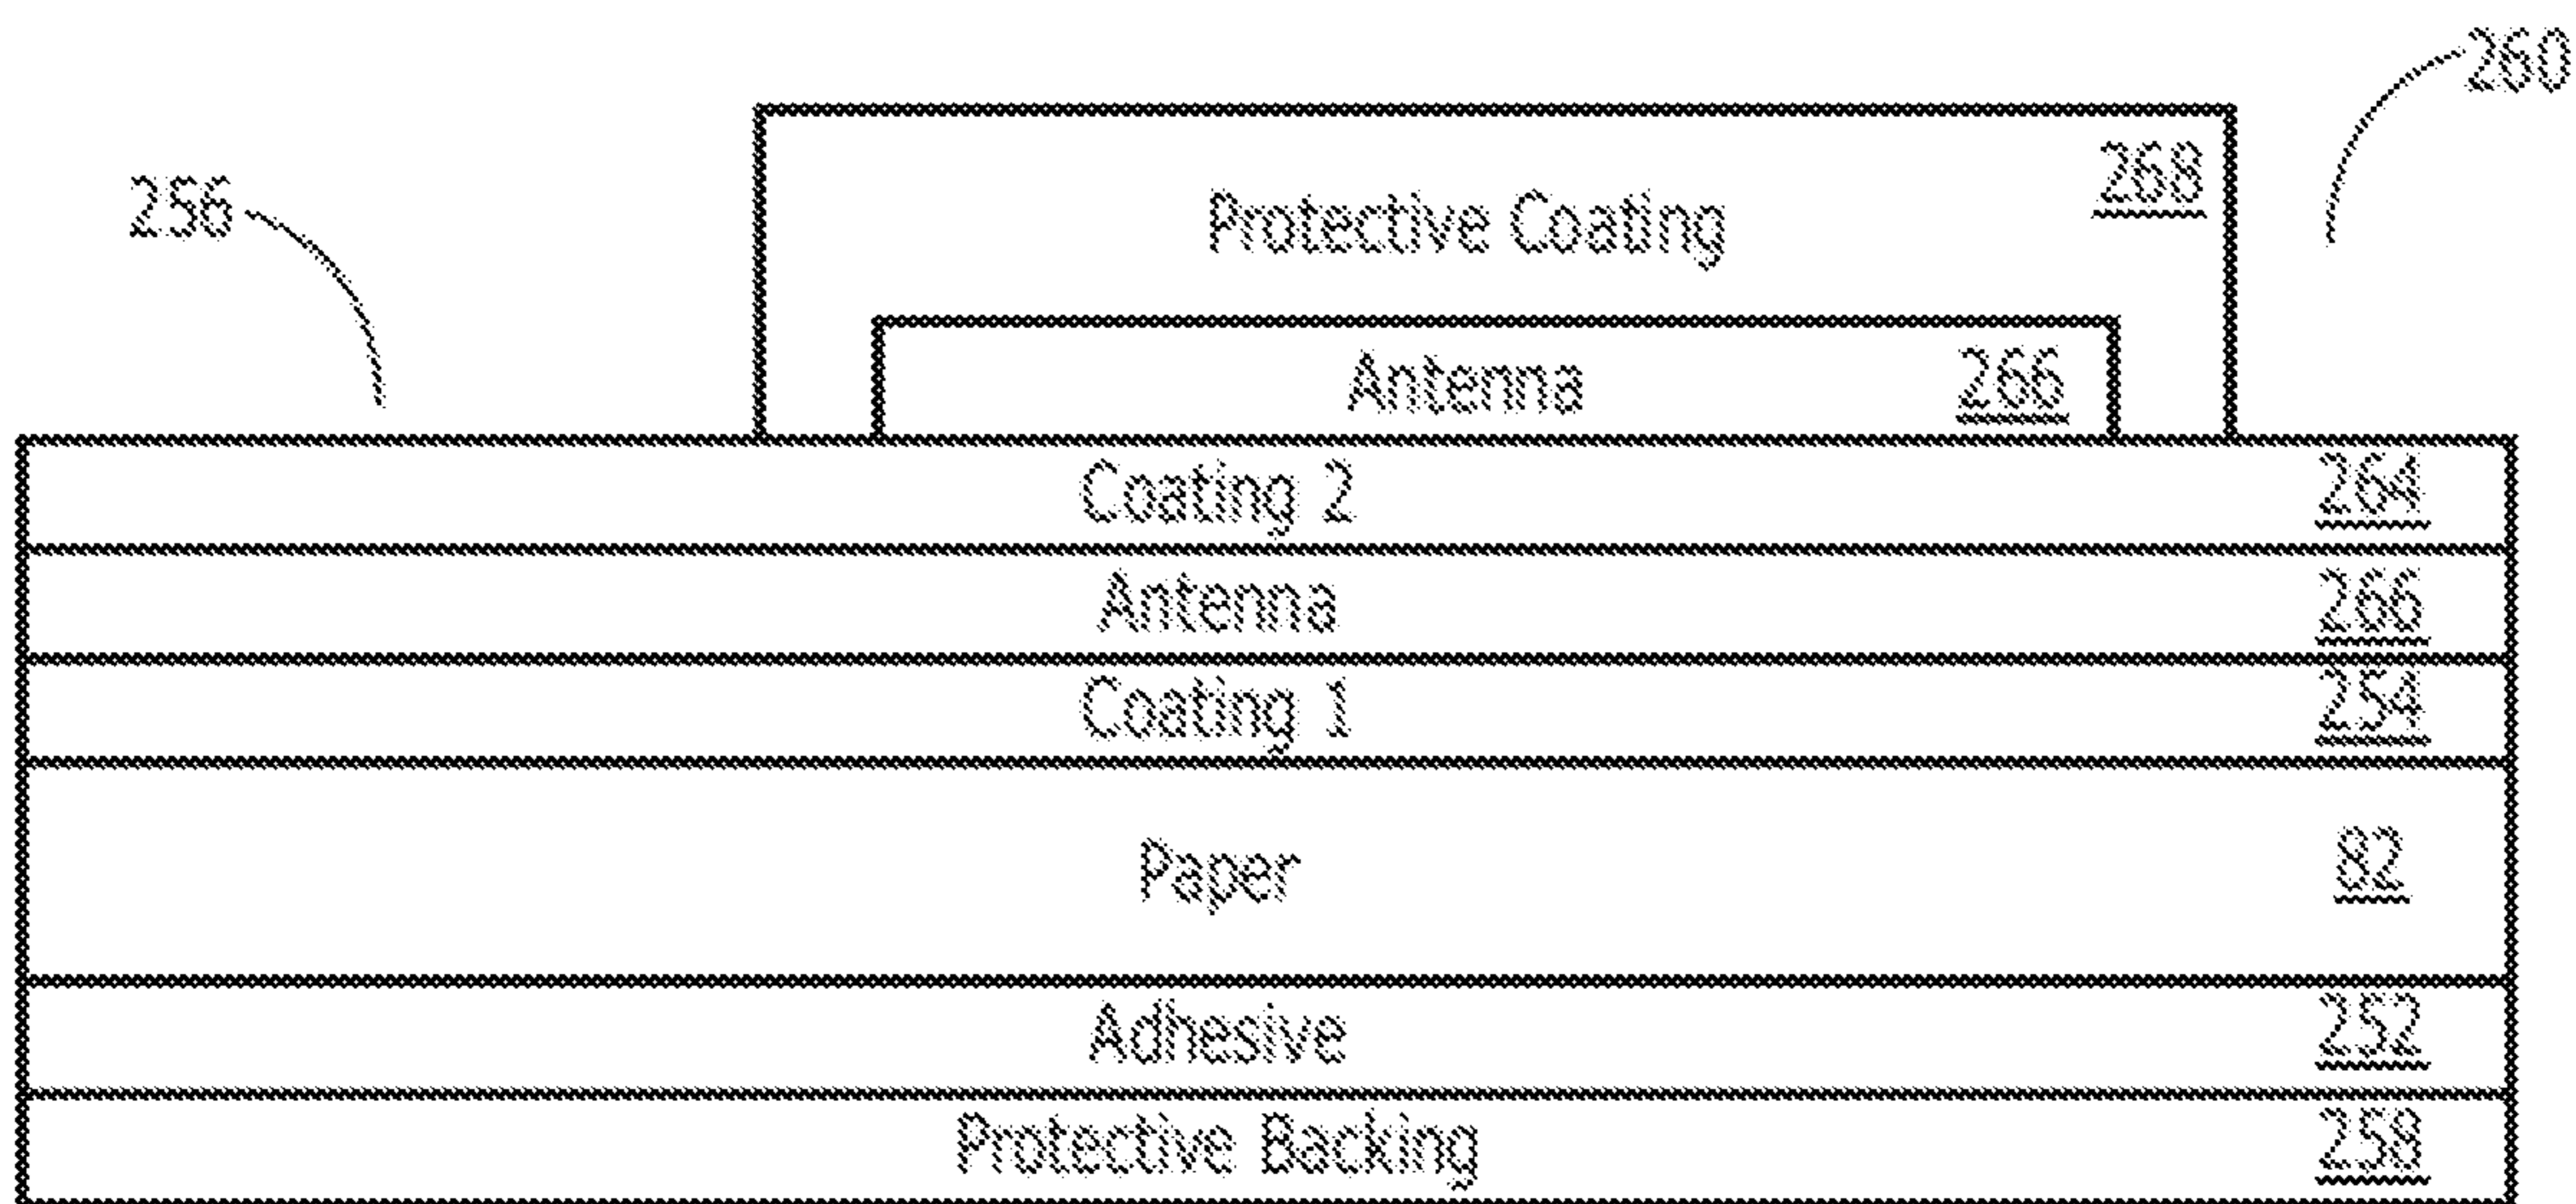 260
256
Protective Coating 268
Antenna 266
Coating 2 264
Antenna 266
Coating 1 254
Paper 82
Adhesive 252
Protective Backing 258